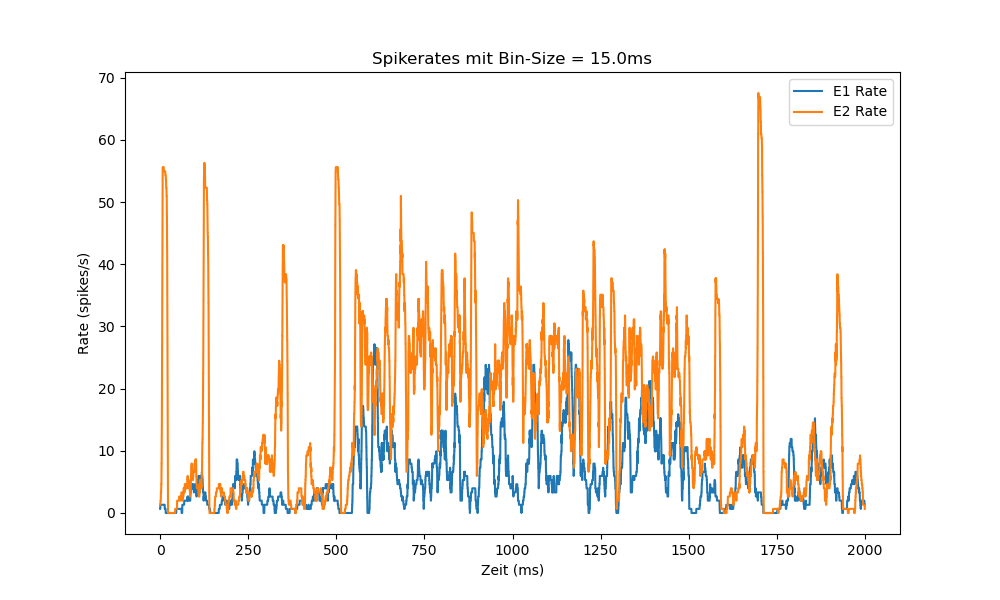 Spikerates mit Bin-Size = 15.0ms
E1 Rate
E2 Rate
70
60
50
40
30
20
10
0
Rate (spikes/s)
0 250 500 750 1000 1250 1500 1750 2000
Zeit (ms)